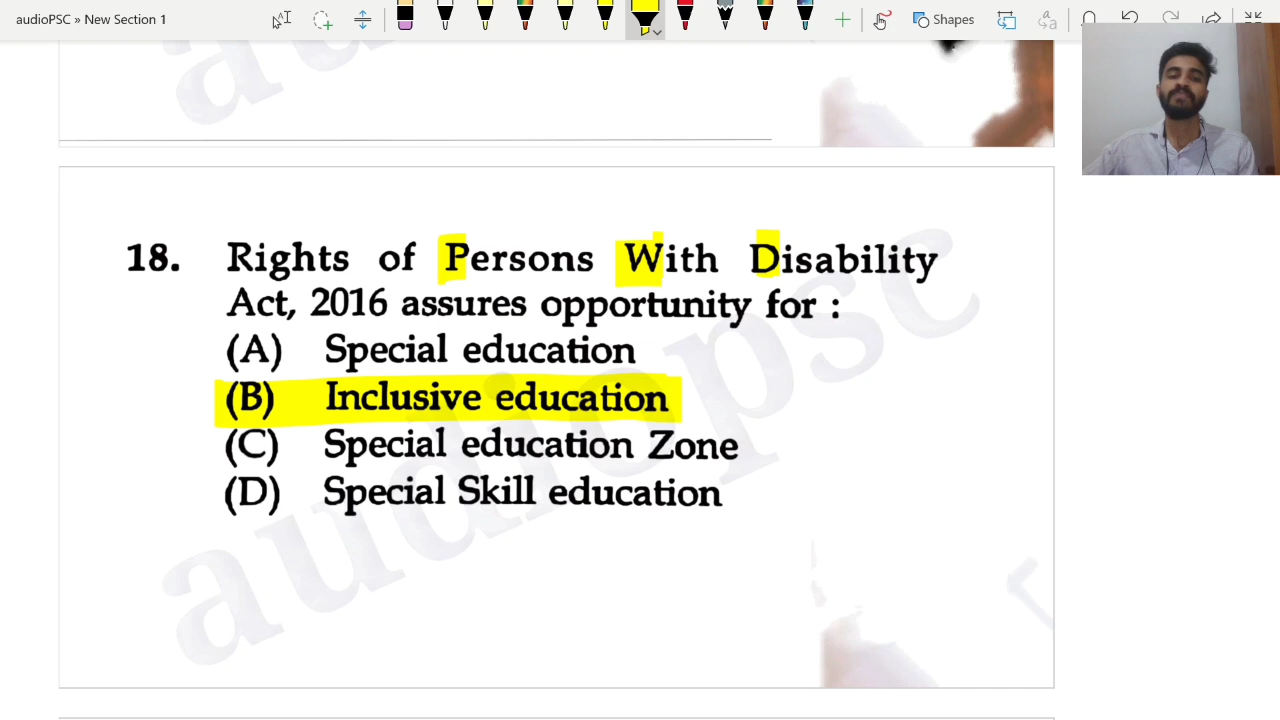 audioPSC » New Section 1
Shapes
18. Rights of Persons With Disability
Act, 2016 assures opportunity for :
(A) Special education
(B) Inclusive education
(C) Special education Zone
(D) Special Skill education
audiopsc